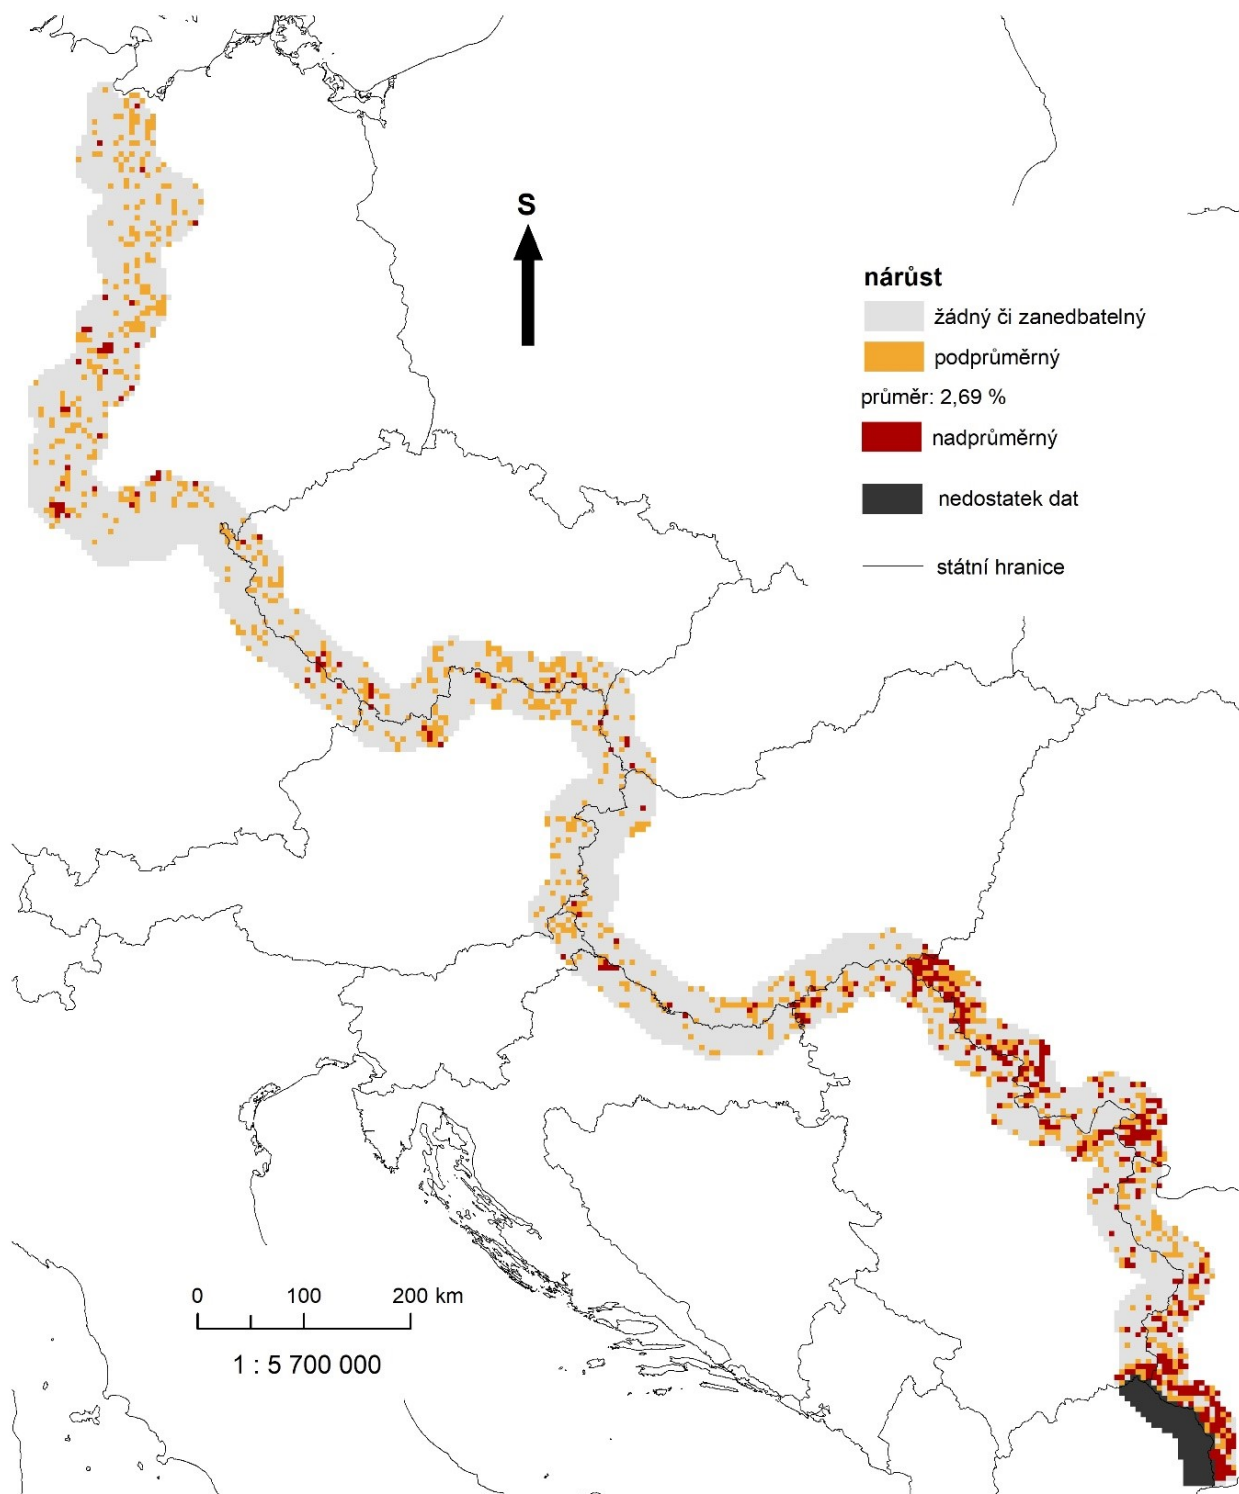 S
nárůst
žádný či zanedbatelný
podprůměrný
průměr: 2,69 %
nadprůměrný
nedostatek dat
státní hranice
0 100 200 km
1 : 5 700 000